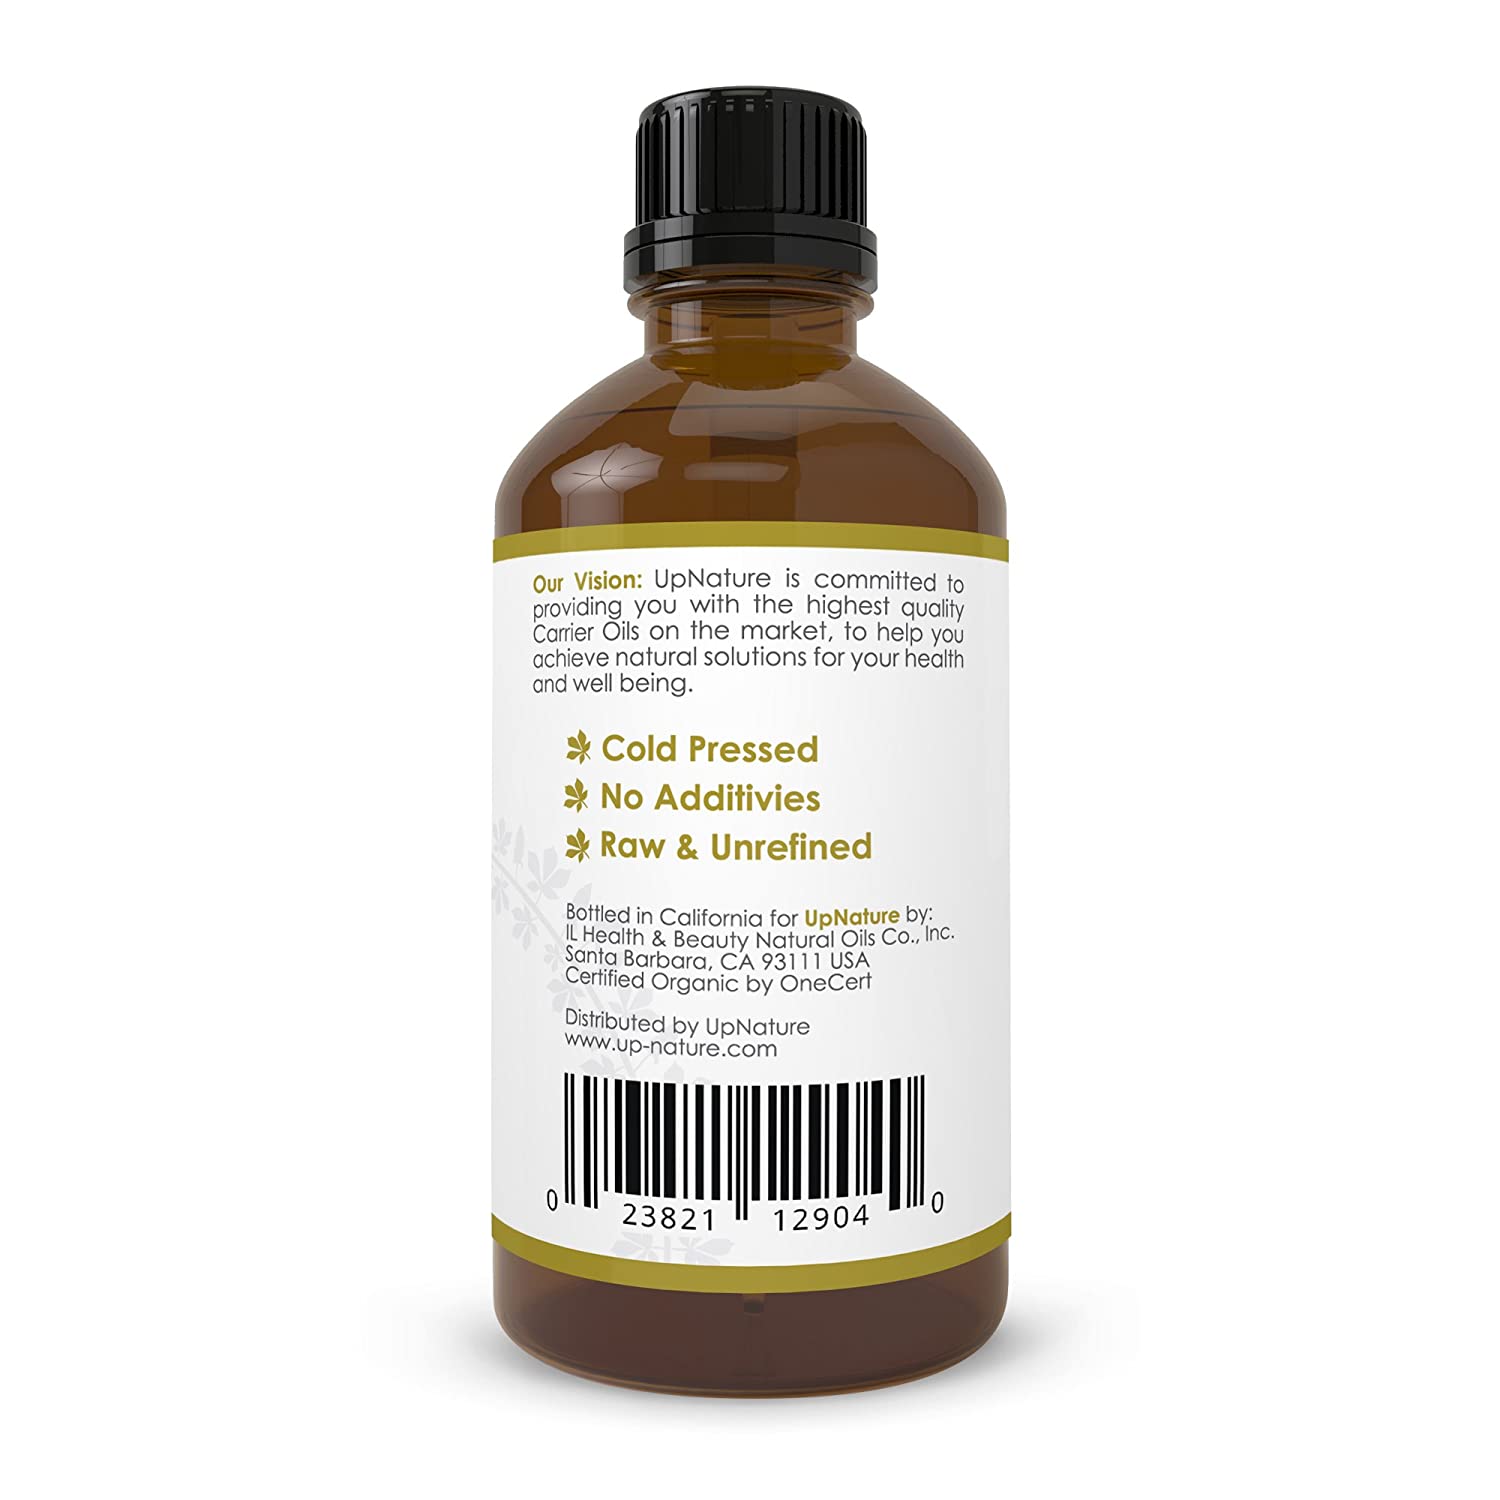 Our Vision: UpNature is committed to
providing you with the highest quality
Carrier Oils on the market, to help you
achieve natural solutions for your health
and well being.
Cold Pressed
No Additivies
Raw & Unrefined
Bottled in California for UpNature by:
IL Health & Beauty Natural Oils Co., Inc.
Santa Barbara, CA 93111 USA
Certified Organic by OneCert
Distributed by UpNature
www.up-nature.com
0 23821 12904 0